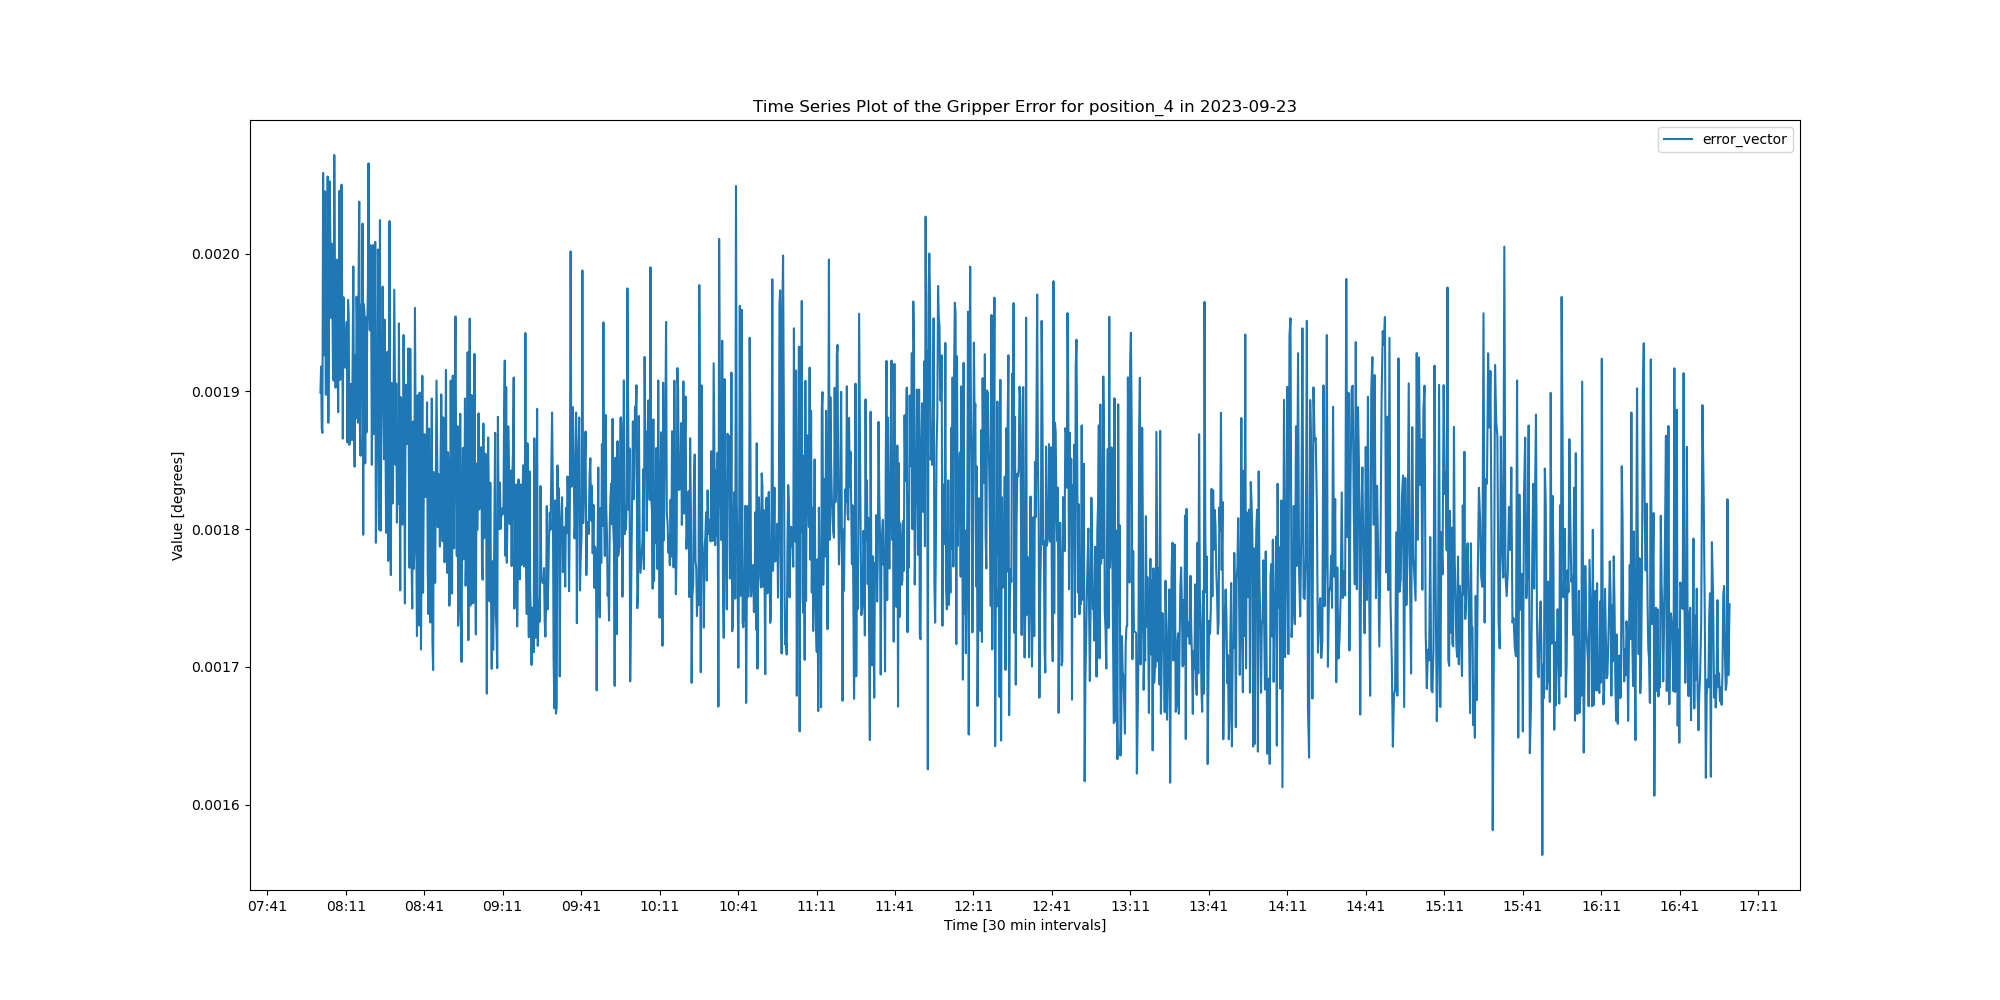 Time Series Plot of the Gripper Error for position_4 in 2023-09-23
error_vector
Value [degrees]
0.0020
0.0019
0.0018
0.0017
0.0016
07:41 08:11 08:41 09:11 09:41 10:11 10:41 11:11 11:41 12:11 12:41 13:11 13:41 14:11 14:41 15:11 15:41 16:11 16:41 17:11
Time [30 min intervals]